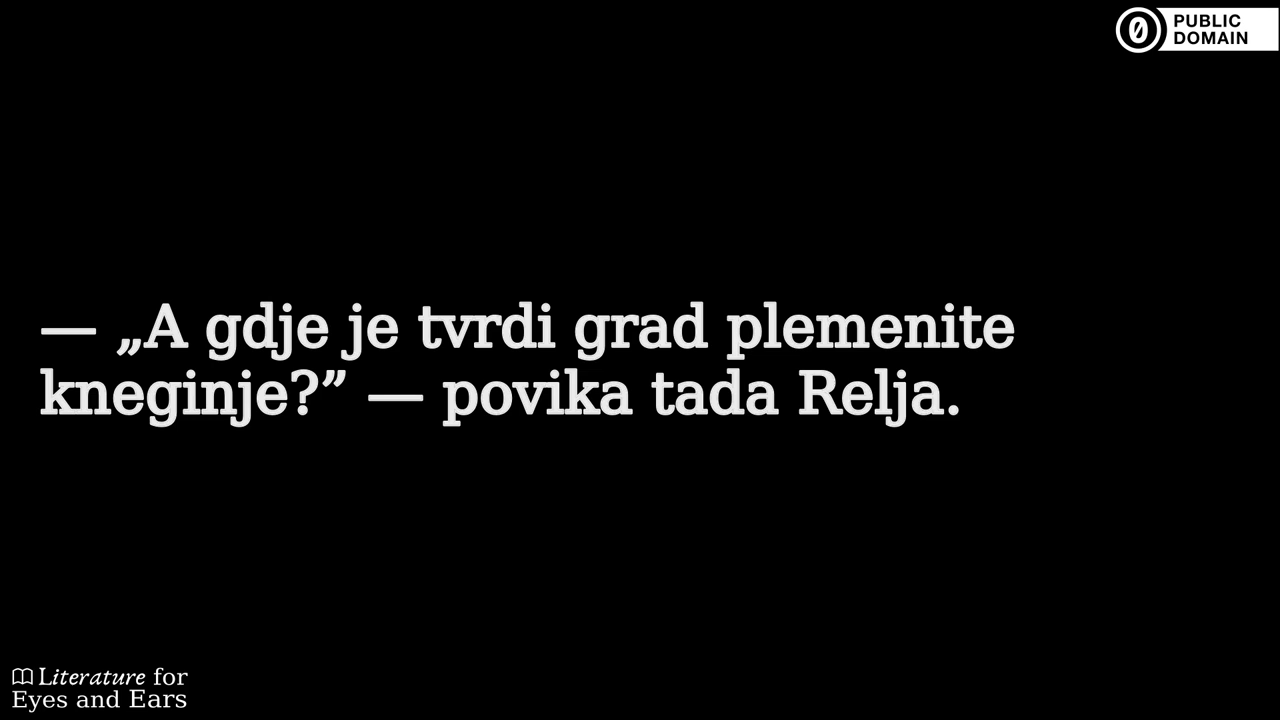 PUBLIC
DOMAIN
— „A gdje je tvrdi grad plemenite
kneginje?” — povika tada Relja.
Literature for
Eyes and Ears